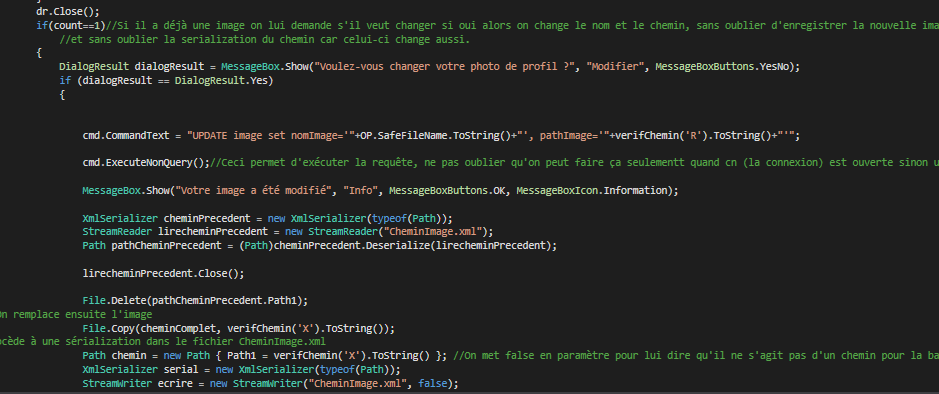 dr.Close();
if(count==1)//Si il a déjà une image on lui demande s'il veut changer si oui alors on change le nom et le chemin, sans oublier d'enregistrer la nouvelle ima
//et sans oublier la serialization du chemin car celui-ci change aussi.
{
DialogResult dialogResult = MessageBox.Show("Voulez-vous changer votre photo de profil ?", "Modifier", MessageBoxButtons.YesNo);
if (dialogResult == DialogResult.Yes)
{
cmd.CommandText = "UPDATE image set nomImage='"+OP.SafeFileName.ToString()+"', pathImage='"+verifChemin('R').ToString()+"'";
cmd.ExecuteNonQuery();//Ceci permet d'exécuter la requête, ne pas oublier qu'on peut faire ça seulementt quand cn (la connexion) est ouverte sinon u
MessageBox.Show("Votre image a été modifié", "Info", MessageBoxButtons.OK, MessageBoxIcon.Information);
XmlSerializer cheminPrecedent = new XmlSerializer(typeof(Path));
StreamReader lirecheminPrecedent = new StreamReader("CheminImage.xml");
Path pathCheminPrecedent = (Path)cheminPrecedent.Deserialize(lirecheminPrecedent);
lirecheminPrecedent.Close();
File.Delete(pathCheminPrecedent.Path1);
On remplace ensuite l'image
File.Copy(cheminComplet, verifChemin('X').ToString());
ocède à une sérialization dans le fichier CheminImage.xml
Path chemin = new Path { Path1 = verifChemin('X').ToString() }; //On met false en paramètre pour lui dire qu'il ne s'agit pas d'un chemin pour la ba
XmlSerializer serial = new XmlSerializer(typeof(Path));
StreamWriter ecrire = new StreamWriter("CheminImage.xml", false);